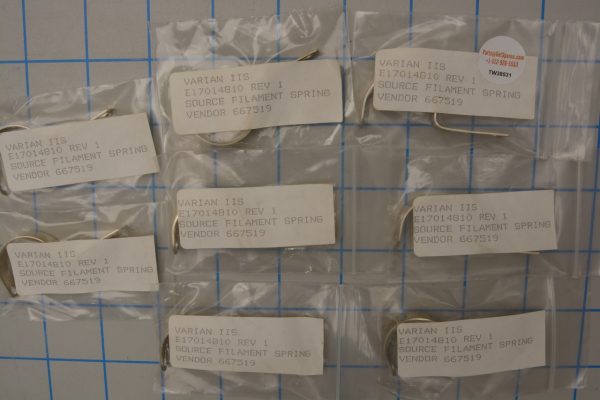 VARIAN IIS
E17014810 REV 1
SOURCE FILAMENT SPRING
VENDOR 667519
VARIAN IIS
E17014810 REV 1
SOURCE FILAMENT SPRING
VENDOR 667519
TWJ0531
VARIAN IIS
E17014810 REV 1
SOURCE FILAMENT SPRING
VENDOR 667519
VARIAN IIS
E17014810 REV 1
SOURCE FILAMENT SPRING
VENDOR 667519
VARIAN IIS
E17014810 REV 1
SOURCE FILAMENT SPRING
VENDOR 667519
VARIAN IIS
E17014810 REV 1
SOURCE FILAMENT SPRING
VENDOR 667519
VARIAN IIS
E17014810 REV 1
SOURCE FILAMENT SPRING
VENDOR 667519
VARIAN IIS
E17014810 REV 1
SOURCE FILAMENT SPRING
VENDOR 667519